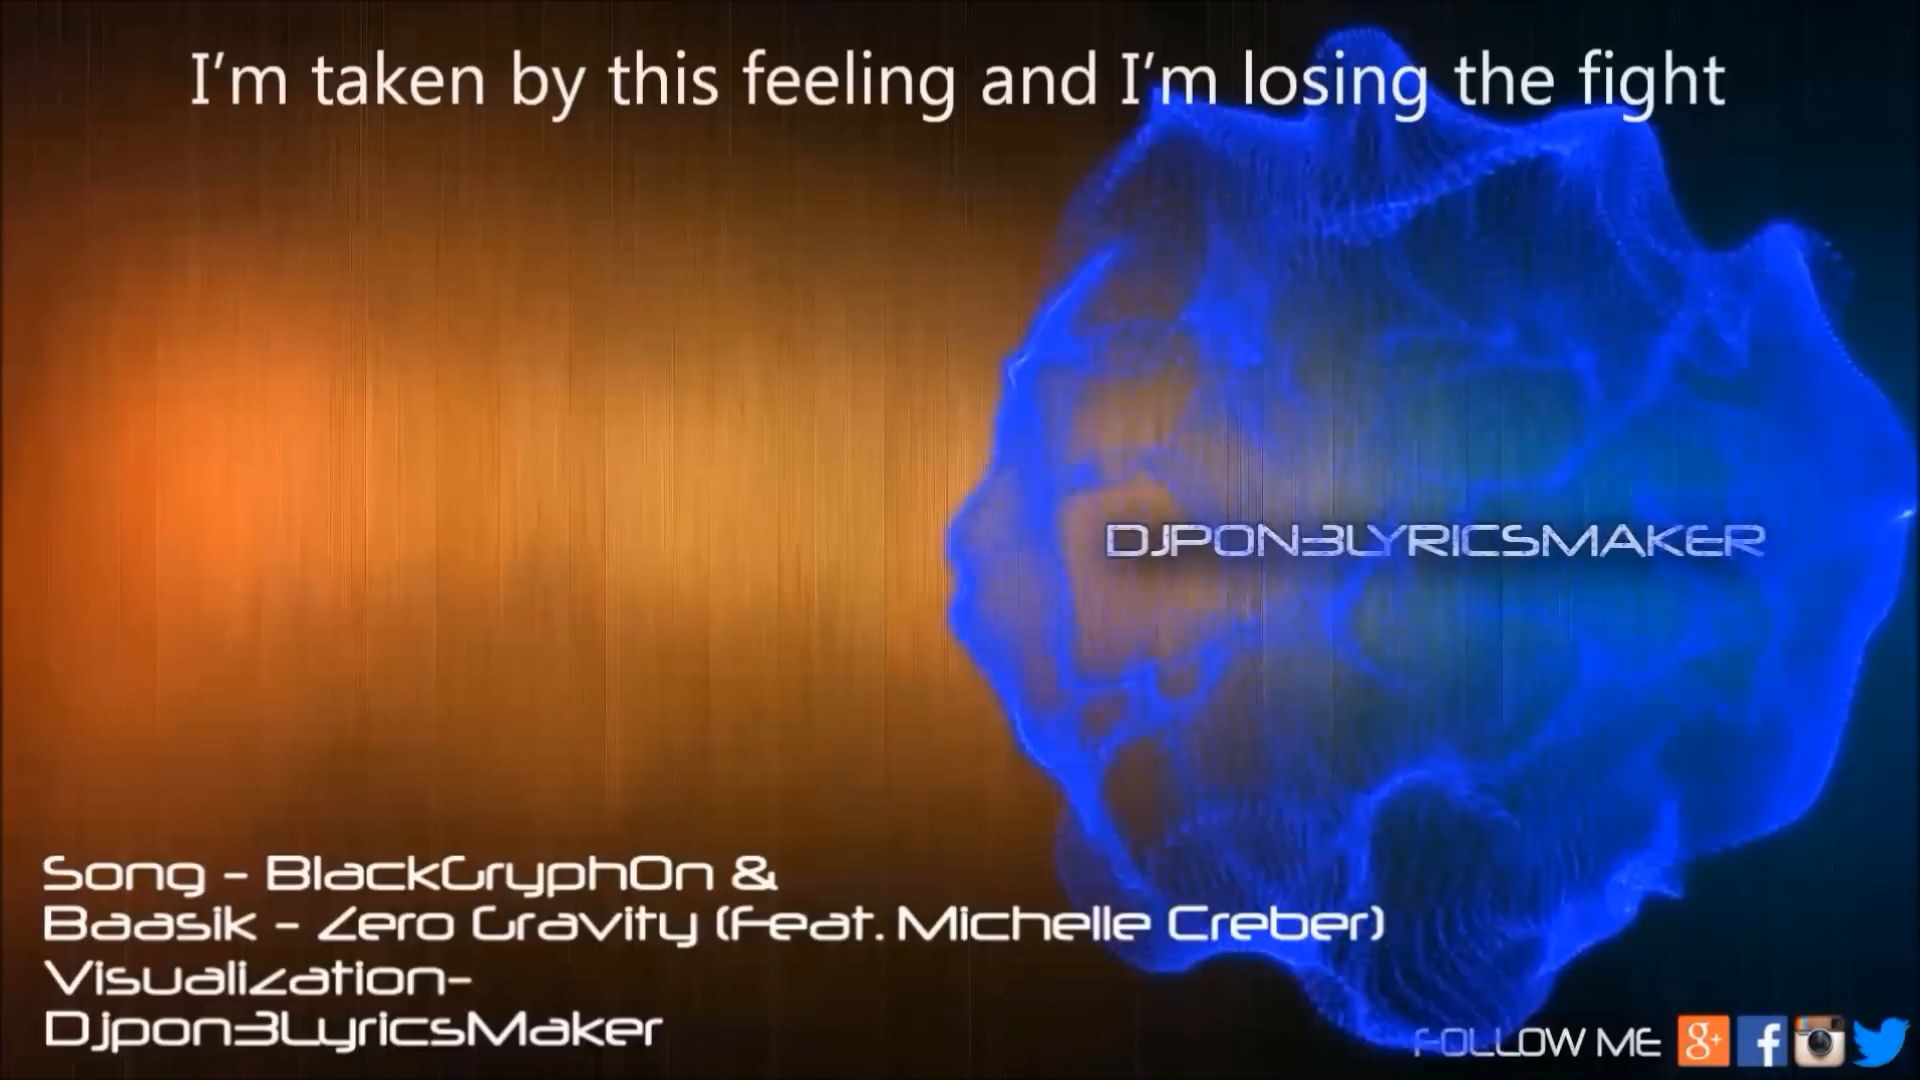 I'm taken by this feeling and I'm losing the fight
DJPON3LYRICSMAKER
Song - BlackGryph0n &
Baasik - Zero Gravity (Feat. Michelle Creber)
Visualization-
Djpon3LyricsMaker
FOLLOW ME